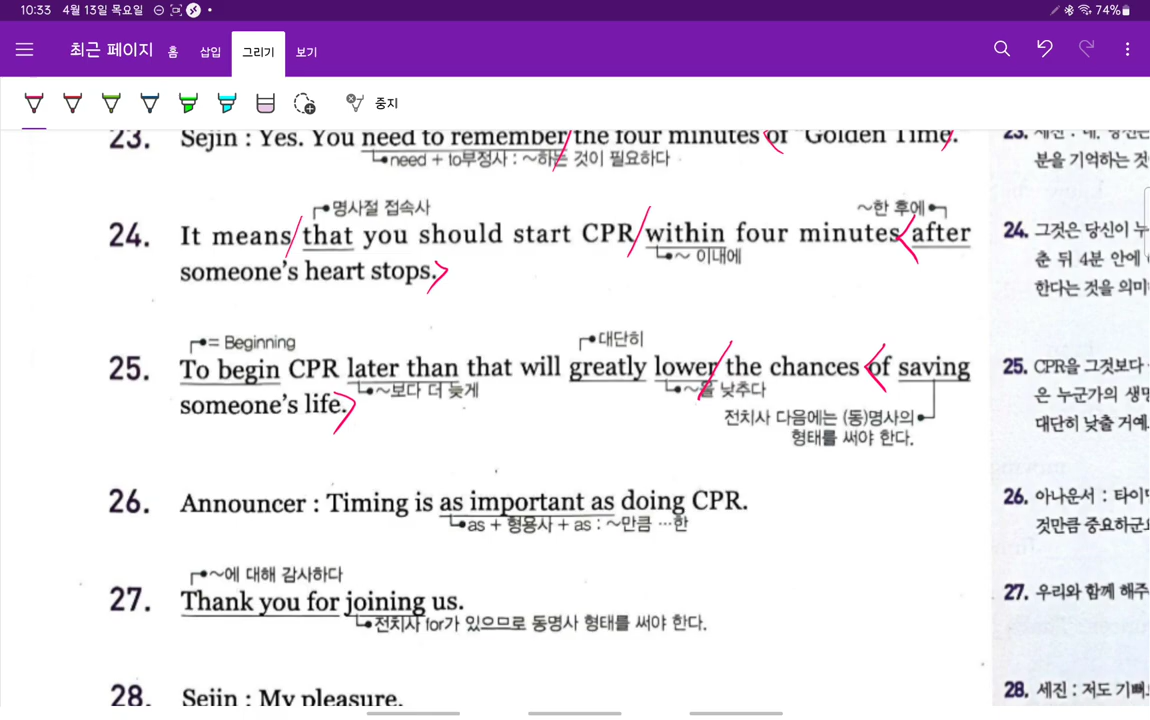 10:33 4월 13일 목요일
74%
최근 페이지 홈 삽입 그리기 보기
중지
23. Sejin : Yes. You need to remember the four minutes of "Golden Time.
need + to부정사 : ~하는 것이 필요하다
분을 기억하는 것
명사절 접속사
~한 후에
24. It means that you should start CPR within four minutes after
~ 이내에
someone's heart stops.
24. 그것은 당신이 누
춘 뒤 4분 안에
한다는 것을 의미
= Beginning
대단히
25. To begin CPR later than that will greatly lower the chances of saving
~보다 더 늦게
~을 낮추다
someone's life.
전치사 다음에는 (동)명사의
형태를 써야 한다.
25. CPR을 그것보다
은 누군가의 생명
대단히 낮출 거예
26. Announcer : Timing is as important as doing CPR.
as + 형용사 + as : ~만큼 …한
26. 아나운서 : 타이
것만큼 중요하군요
~에 대해 감사하다
27. Thank you for joining us.
전치사 for가 있으므로 동명사 형태를 써야 한다.
27. 우리와 함께 해주
28. Sejin : My pleasure.
28. 세진 : 저도 기뻐